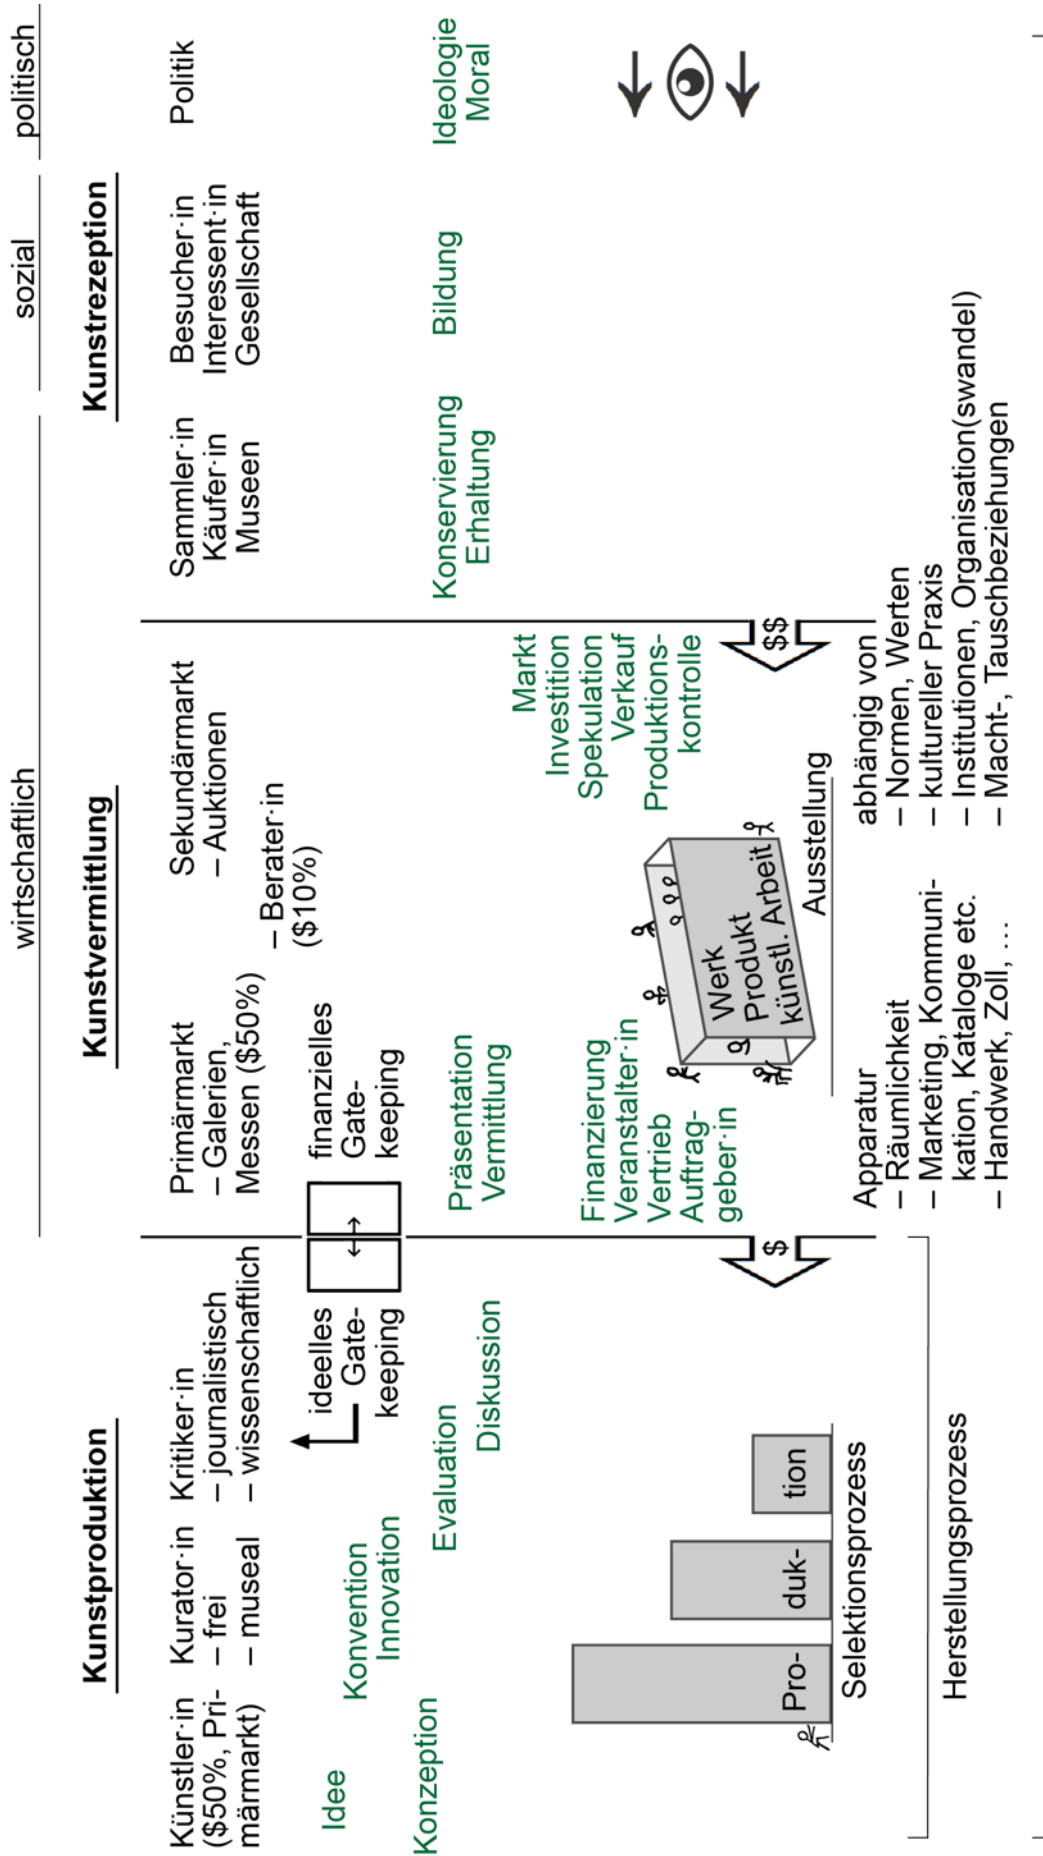 wirtschaftlich
sozial
politisch
Kunstproduktion
Kunstvermittlung
Kunstrezeption
Künstler·in
($50%, Pri-
märmarkt)
Kurator·in
– frei
– museal
Kritiker·in
– journalistisch
– wissenschaftlich
Primärmarkt
– Galerien,
Messen ($50%)
Sekundärmarkt
– Auktionen
– Berater·in
($10%)
Sammler·in
Käufer·in
Museen
Besucher·in
Interessent·in
Gesellschaft
Politik
ideelles
Gate-
keeping
finanzielles
Gate-
keeping
Idee
Konzeption
Konvention
Innovation
Evaluation
Diskussion
Präsentation
Vermittlung
Finanzierung
Veranstalter·in
Vertrieb
Auftrag-
geber·in
Markt
Investition
Spekulation
Verkauf
Produktions-
kontrolle
Konservierung
Erhaltung
Bildung
Ideologie
Moral
Pro-
duk-
tion
Selektionsprozess
$
Werk
Produkt
künstl. Arbeit
Ausstellung
$$
Herstellungsprozess
Apparatur
– Räumlichkeit
– Marketing, Kommuni-
kation, Kataloge etc.
– Handwerk, Zoll, …
abhängig von
– Normen, Werten
– kultureller Praxis
– Institutionen, Organisation(swandel)
– Macht-, Tauschbeziehungen